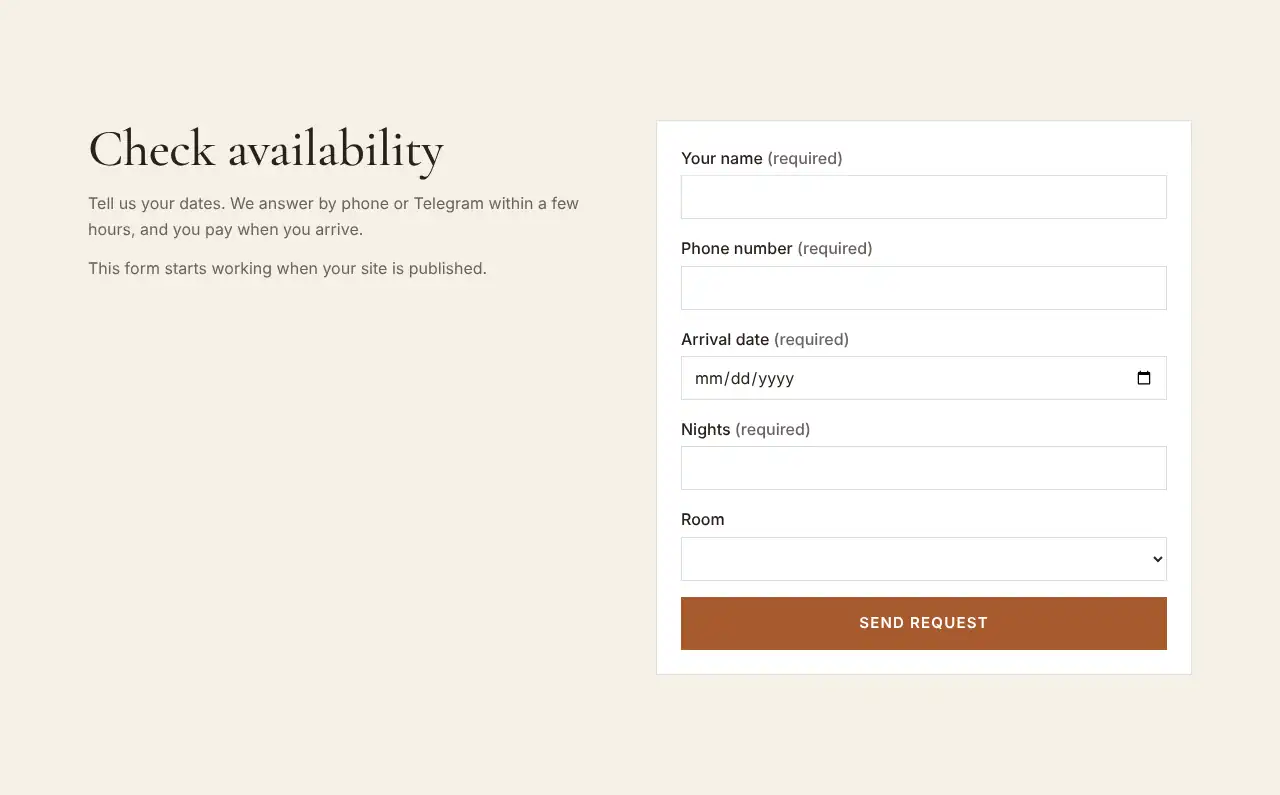 Check availability
Tell us your dates. We answer by phone or Telegram within a few
hours, and you pay when you arrive.
This form starts working when your site is published.
Your name (required)
Phone number (required)
Arrival date (required)
mm/dd/yyyy
Nights (required)
Room
SEND REQUEST